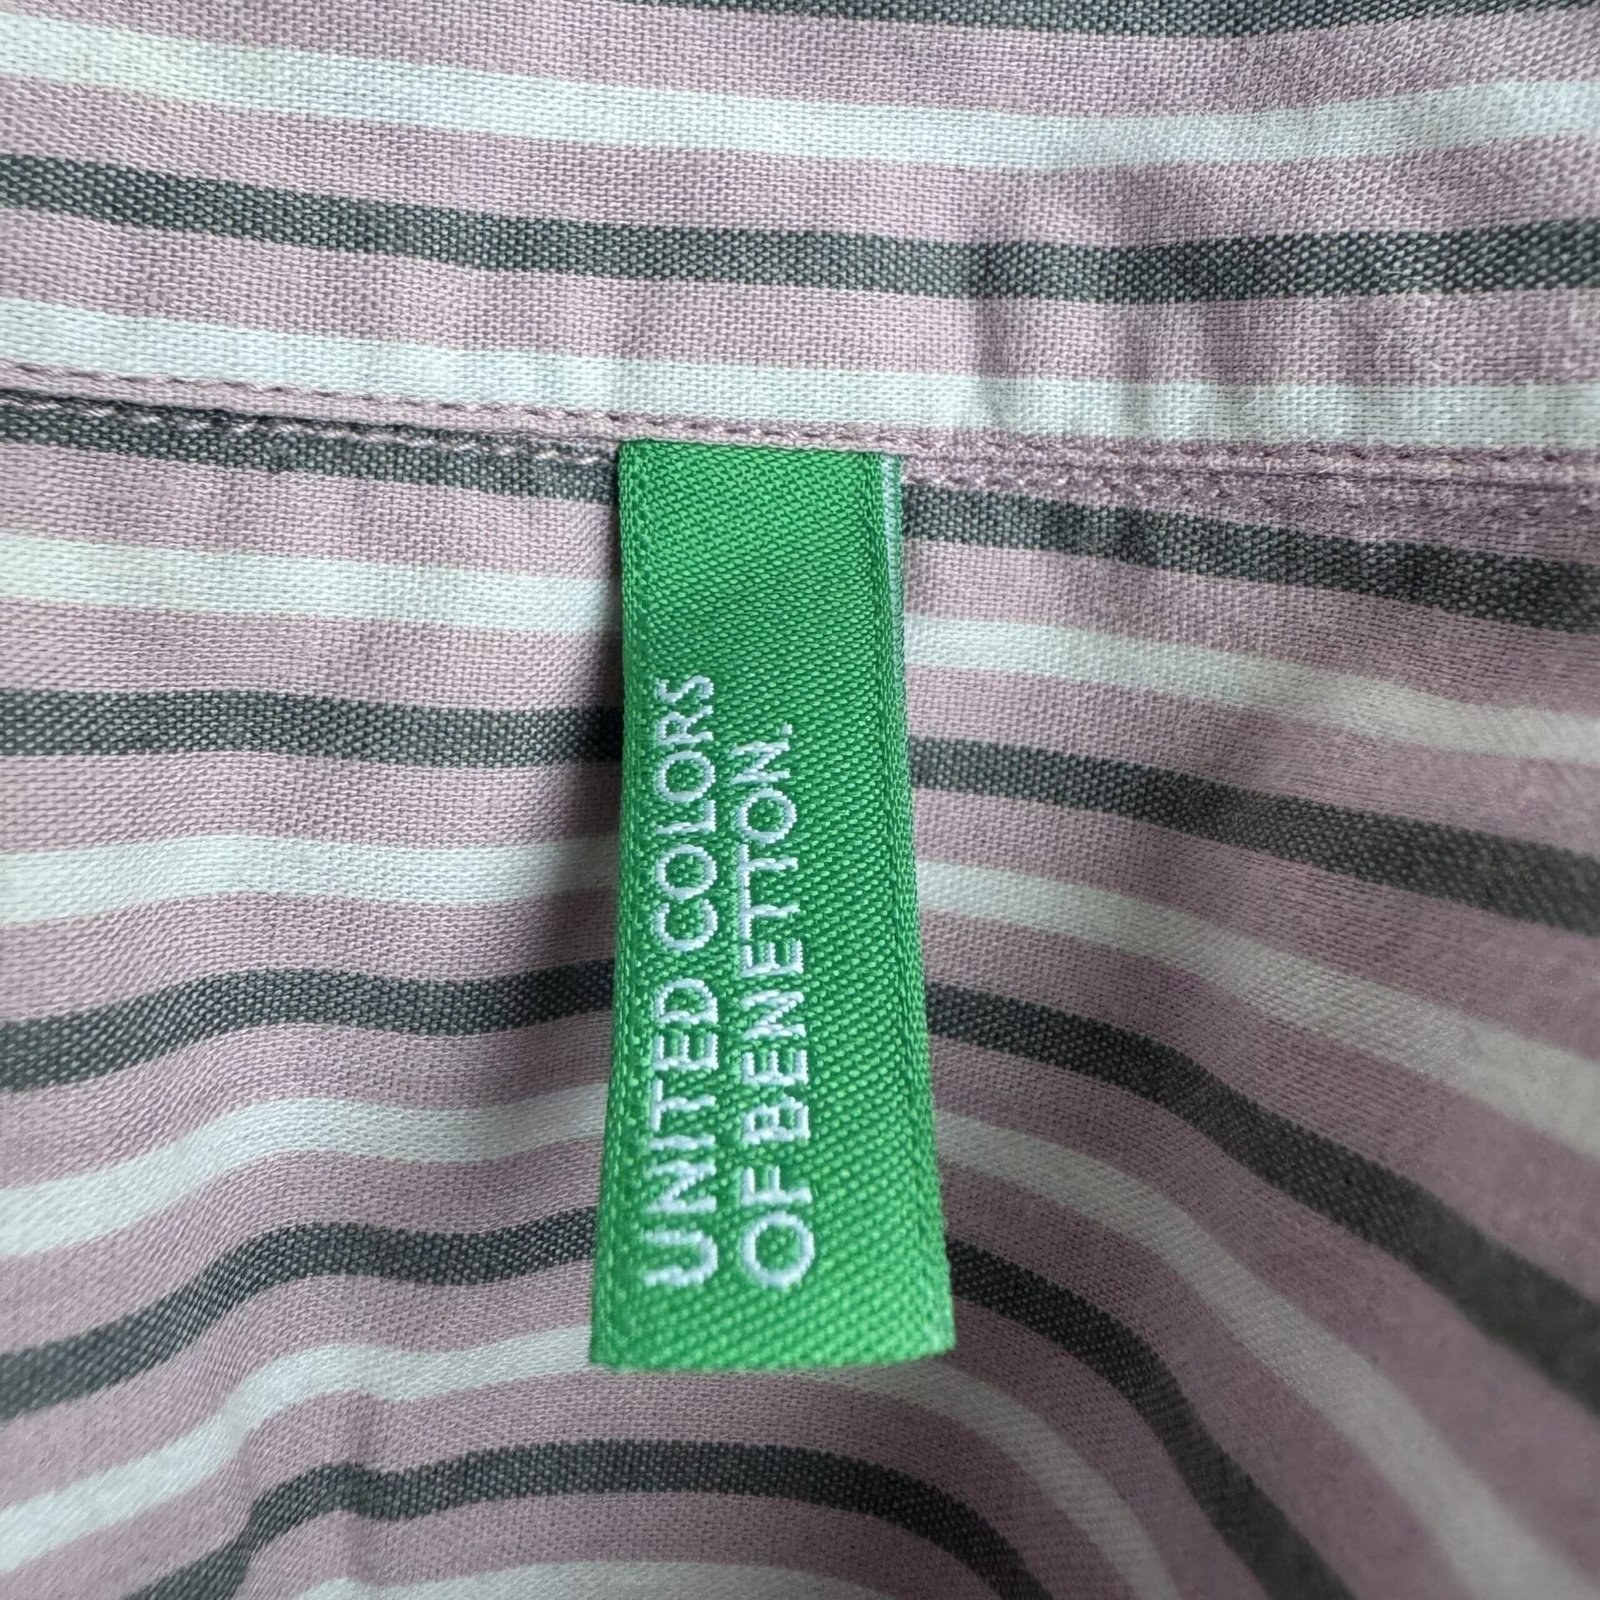 UNITED COLORS
OF BENETTON.